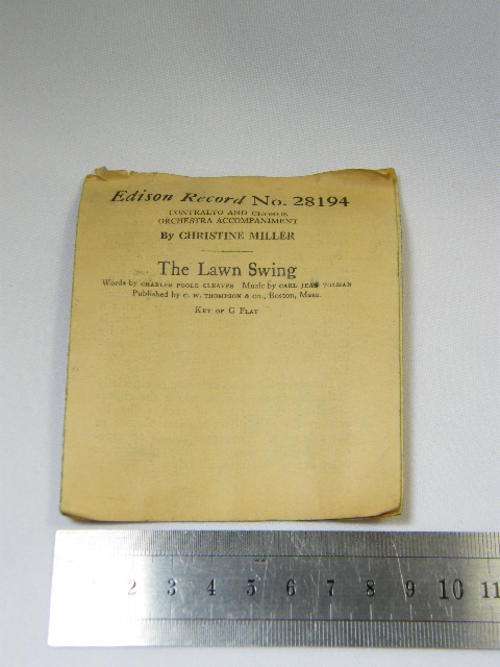 Edison Record No. 28194
CONTRALTO AND CHORUS,
ORCHESTRA ACCOMPANIMENT
By CHRISTINE MILLER
The Lawn Swing
Words by CHARLES POOLE CLEAVES Music by CARL JEAN TOLMAN
Published by C. W. THOMPSON & CO., Boston, Mass.
KEY OF G FLAT
2 3 4 5 6 7 8 9 10 11